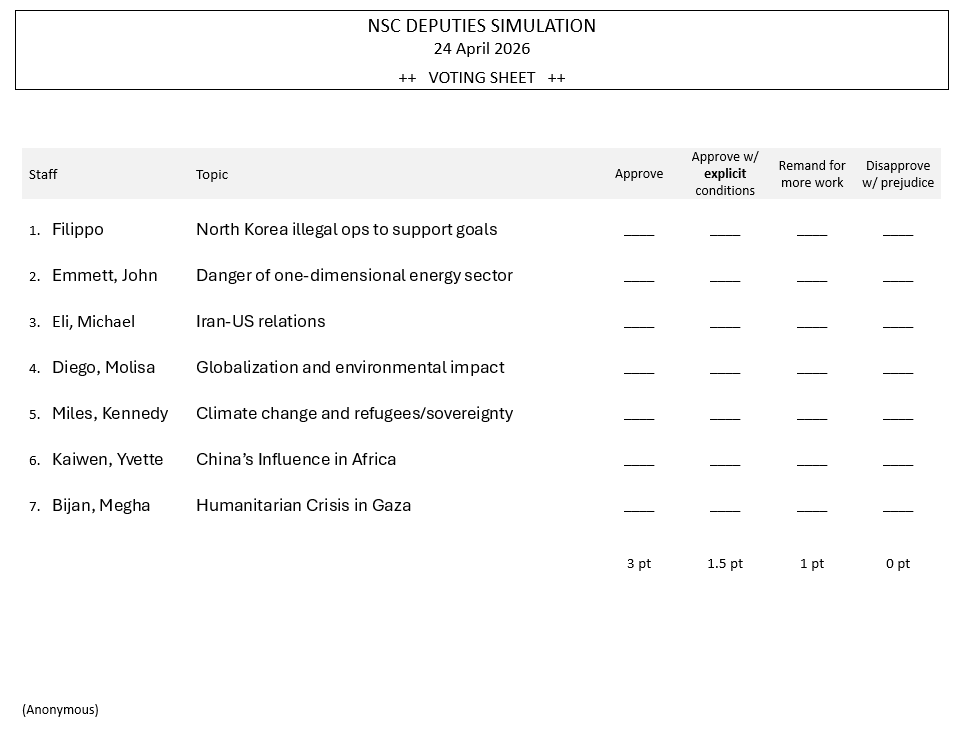 NSC DEPUTIES SIMULATION
24 April 2026
++ VOTING SHEET ++
Staff Topic Approve Approve w/ explicit conditions Remand for more work Disapprove w/ prejudice
1. Filippo North Korea illegal ops to support goals ____ ____ ____ ____
2. Emmett, John Danger of one-dimensional energy sector ____ ____ ____ ____
3. Eli, Michael Iran-US relations ____ ____ ____ ____
4. Diego, Molisa Globalization and environmental impact ____ ____ ____ ____
5. Miles, Kennedy Climate change and refugees/sovereignty ____ ____ ____ ____
6. Kaiwen, Yvette China’s Influence in Africa ____ ____ ____ ____
7. Bijan, Megha Humanitarian Crisis in Gaza ____ ____ ____ ____
3 pt 1.5 pt 1 pt 0 pt
(Anonymous)